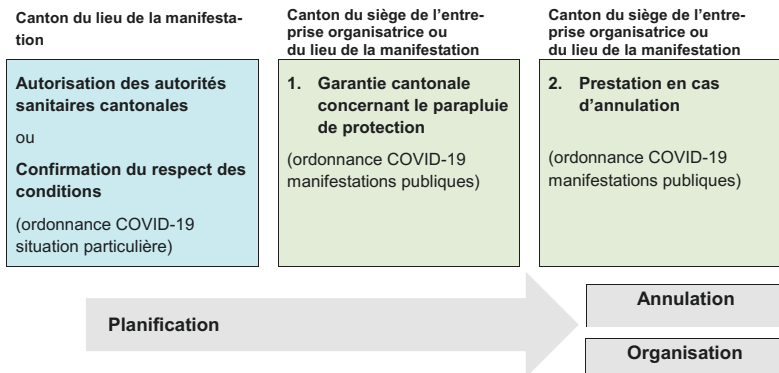 Canton du lieu de la manifesta-
tion
Autorisation des autorités
sanitaires cantonales
ou
Confirmation du respect des
conditions
(ordonnance COVID-19
situation particulière)
Canton du siège de l'entre-
prise organisatrice ou
du lieu de la manifestation
1. Garantie cantonale
concernant le parapluie
de protection
(ordonnance COVID-19
manifestations publiques)
Canton du siège de l'entre-
prise organisatrice ou
du lieu de la manifestation
2. Prestation en cas
d'annulation
(ordonnance COVID-19
manifestations publiques)
Planification
Annulation
Organisation